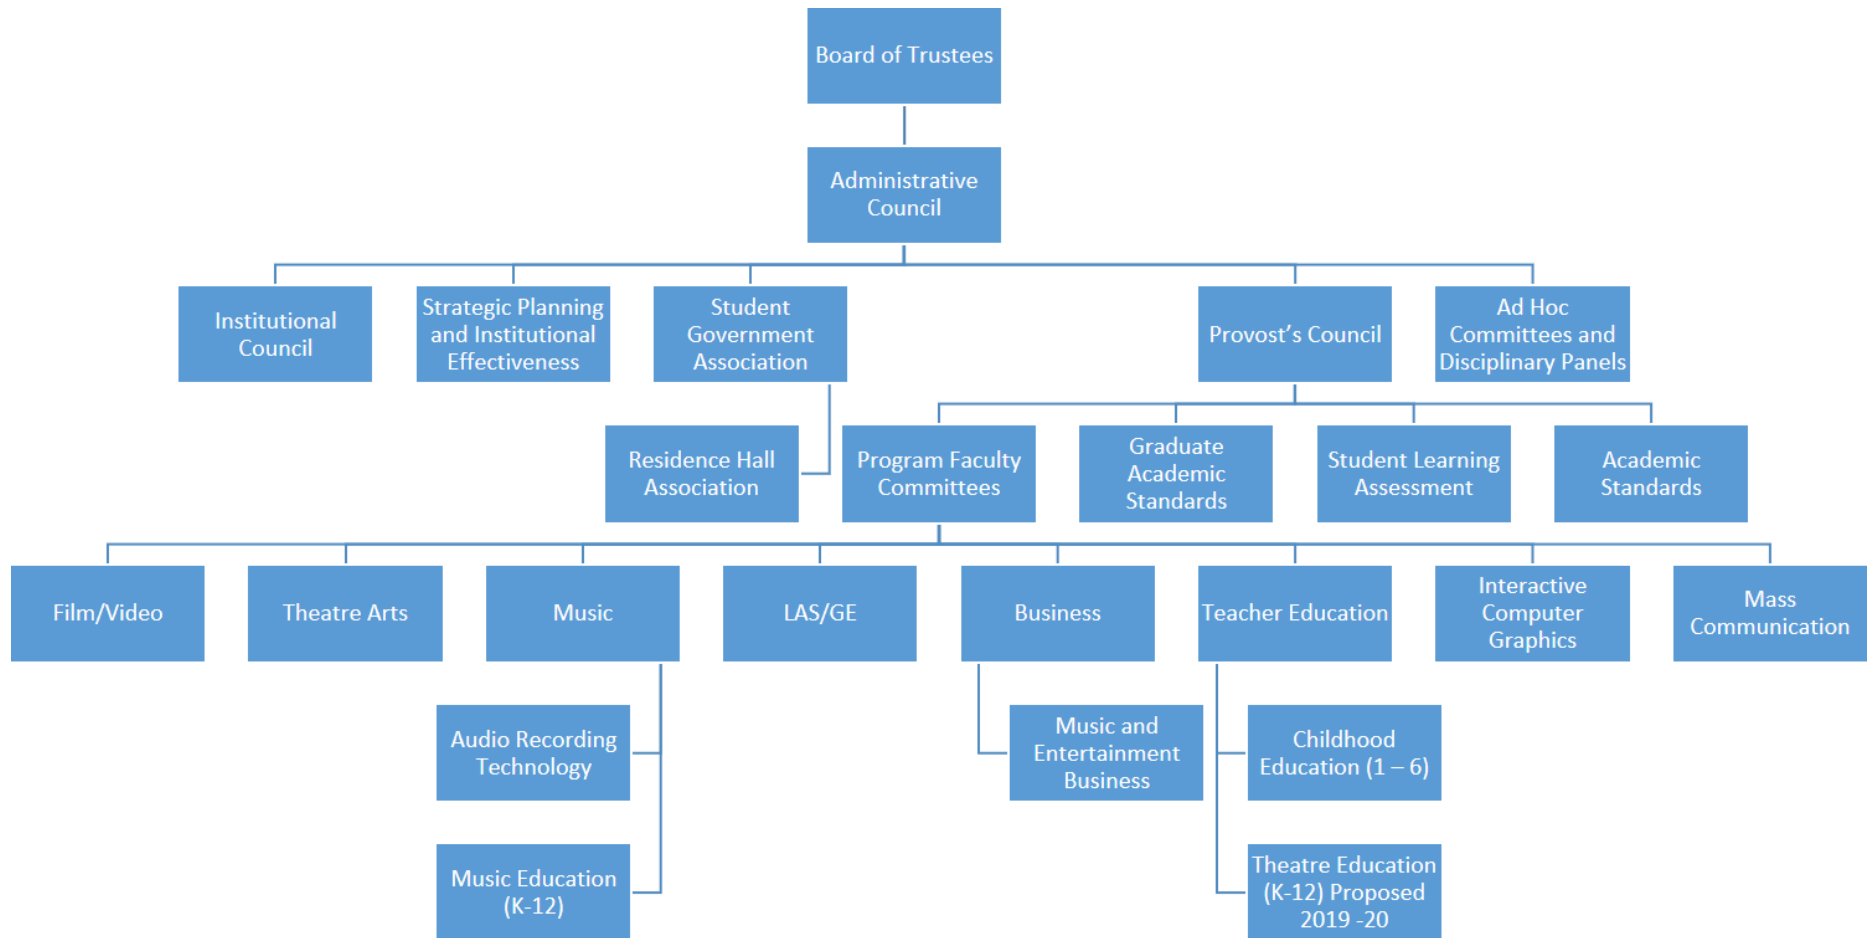 Board of Trustees
Administrative
Council
Institutional
Council
Strategic Planning
and Institutional
Effectiveness
Student
Government
Association
Provost’s Council
Ad Hoc
Committees and
Disciplinary Panels
Residence Hall
Association
Program Faculty
Committees
Graduate
Academic
Standards
Student Learning
Assessment
Academic
Standards
Film/Video
Theatre Arts
Music
LAS/GE
Business
Teacher Education
Interactive
Computer
Graphics
Mass
Communication
Audio Recording
Technology
Music and
Entertainment
Business
Childhood
Education (1 – 6)
Music Education
(K-12)
Theatre Education
(K-12) Proposed
2019 -20